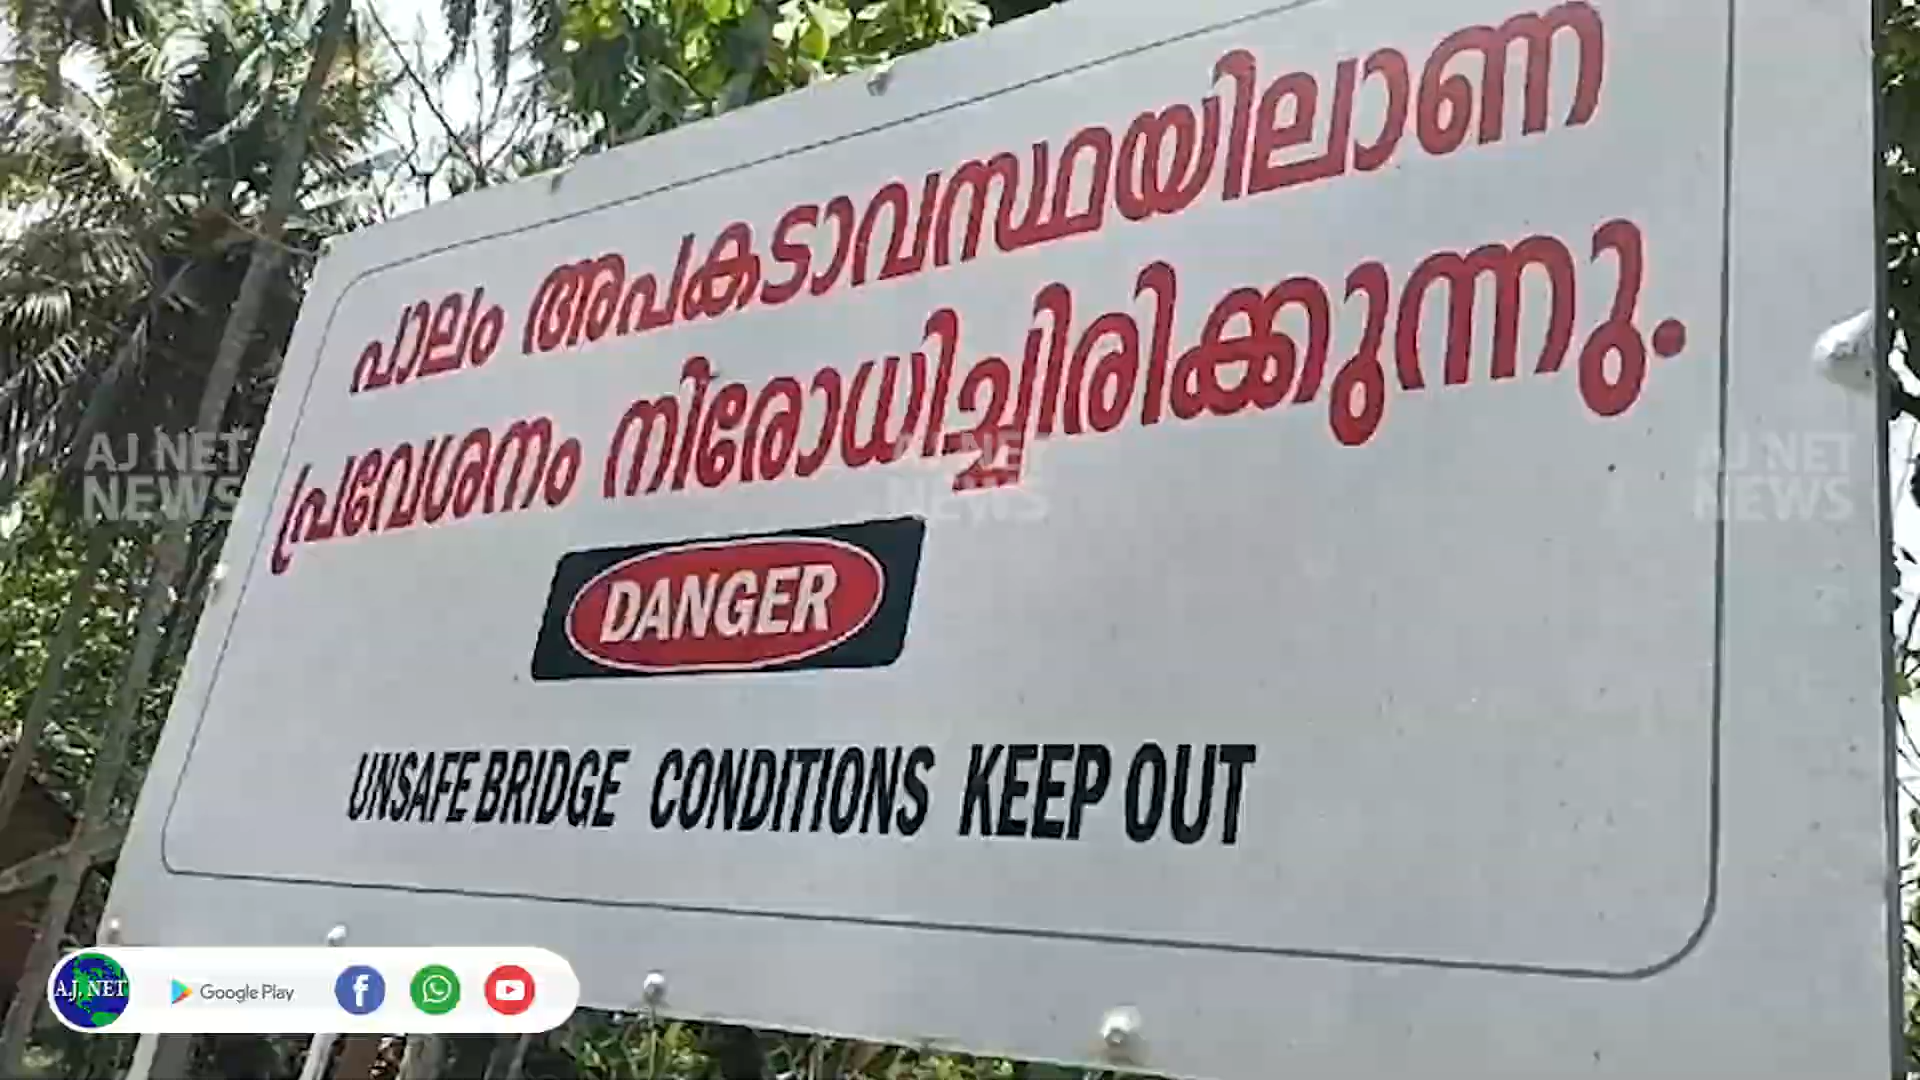 പാലം അപകടാവസ്ഥയിലാണ
പ്രവേശനം നിരോധിച്ചിരിക്കുന്നു.
DANGER
UNSAFE BRIDGE CONDITIONS KEEP OUT
AJ NET NEWS
AJ NET NEWS
AJ NET NEWS
A.J. NET
Google Play